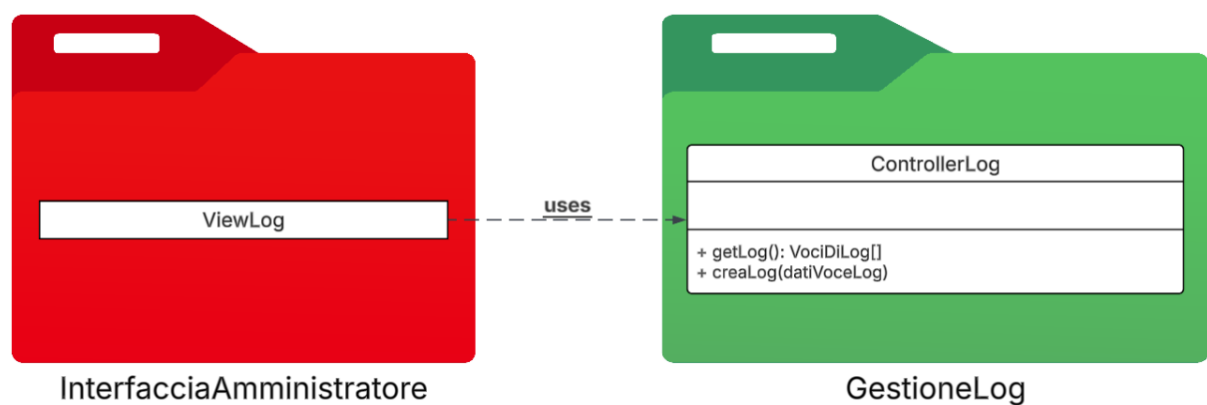 ViewLog
uses
ControllerLog
+ getLog(): VociDiLog[]
+ creaLog(datiVoceLog)
InterfacciaAmministratore
GestioneLog